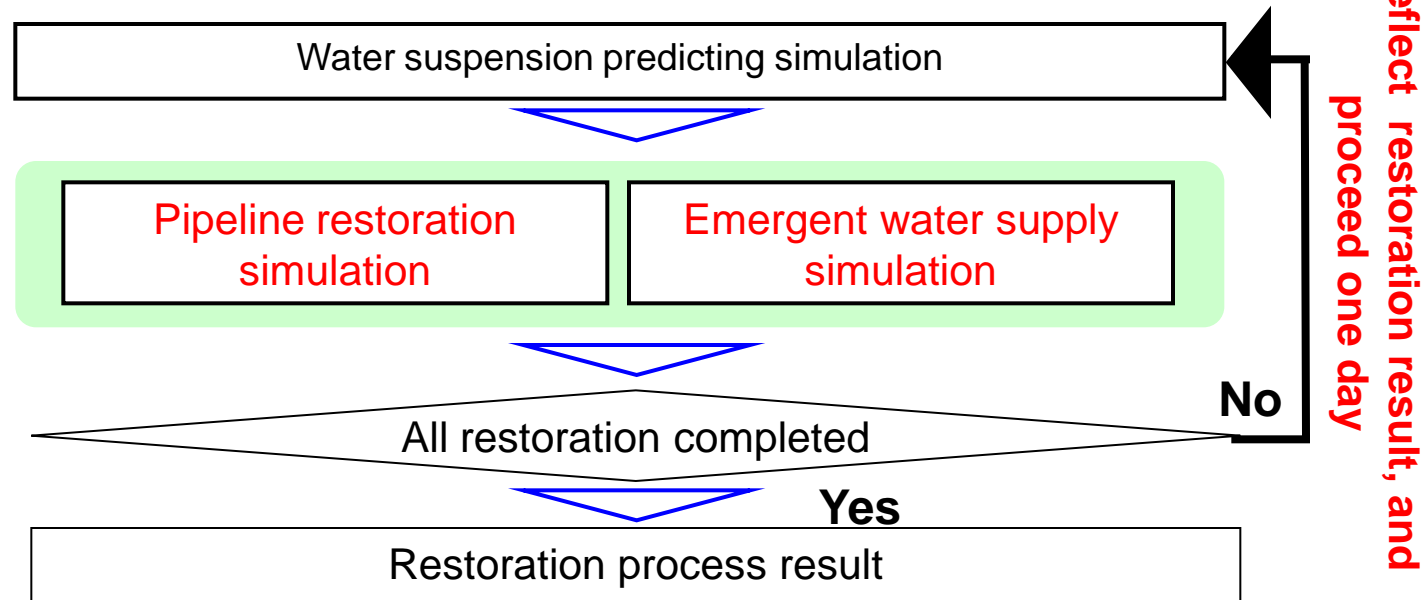 Water suspension predicting simulation
Pipeline restoration
simulation
Emergent water supply
simulation
All restoration completed
No
Yes
Restoration process result
eflect restoration result, and
proceed one day